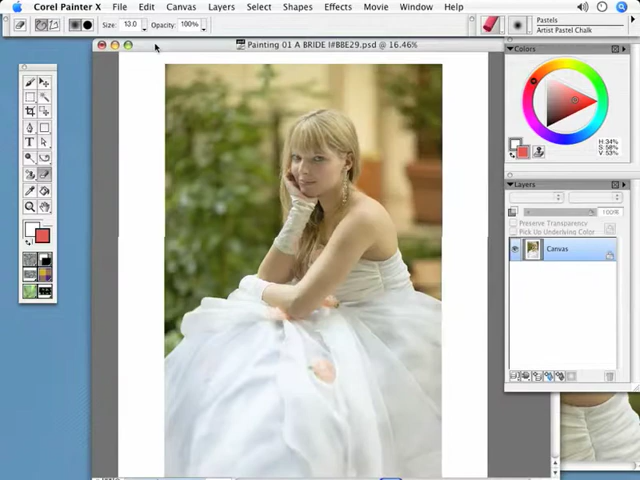 Corel Painter X File Edit Canvas Layers Select Shapes Effects Movie Window Help
Size: 13.0 Opacity: 100%
Pastels
Artist Pastel Chalk
Painting 01 A BRIDE I#BBE29.psd @ 16.46%
Colors
H: 34%
S: 58%
V: 53%
Layers
100%
Preserve Transparency
Pick Up Underlying Color
Canvas
T